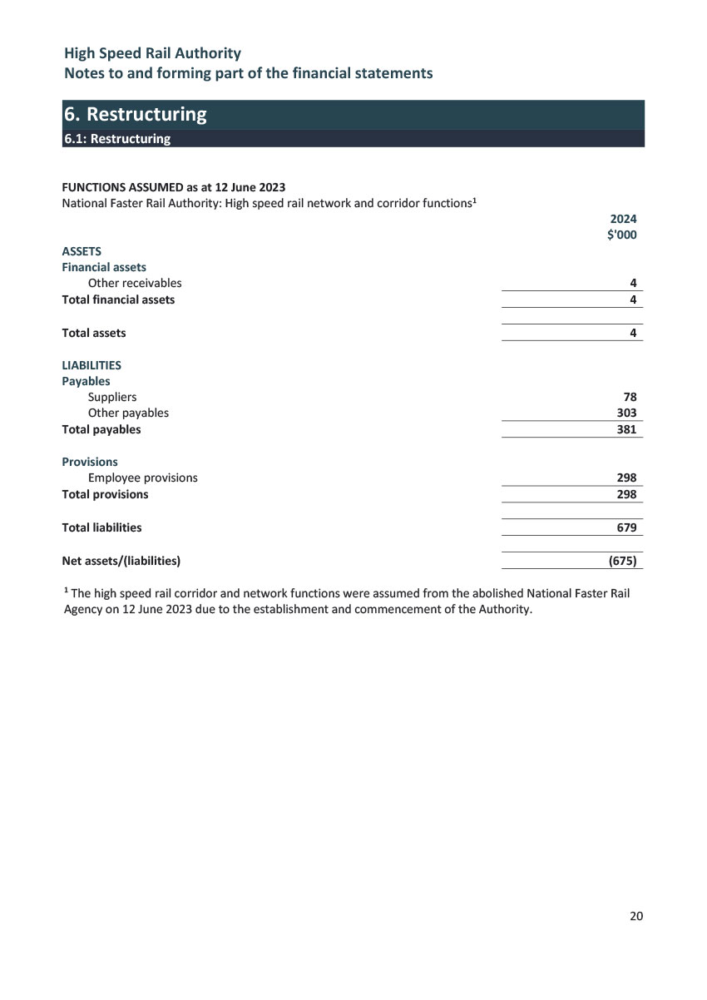 High Speed Rail Authority
Notes to and forming part of the financial statements
6. Restructuring
6.1: Restructuring
FUNCTIONS ASSUMED as at 12 June 2023
National Faster Rail Authority: High speed rail network and corridor functions¹
2024
$'000
ASSETS
Financial assets
Other receivables 4
Total financial assets 4
Total assets 4
LIABILITIES
Payables
Suppliers 78
Other payables 303
Total payables 381
Provisions
Employee provisions 298
Total provisions 298
Total liabilities 679
Net assets/(liabilities) (675)
¹ The high speed rail corridor and network functions were assumed from the abolished National Faster Rail
Agency on 12 June 2023 due to the establishment and commencement of the Authority.
20